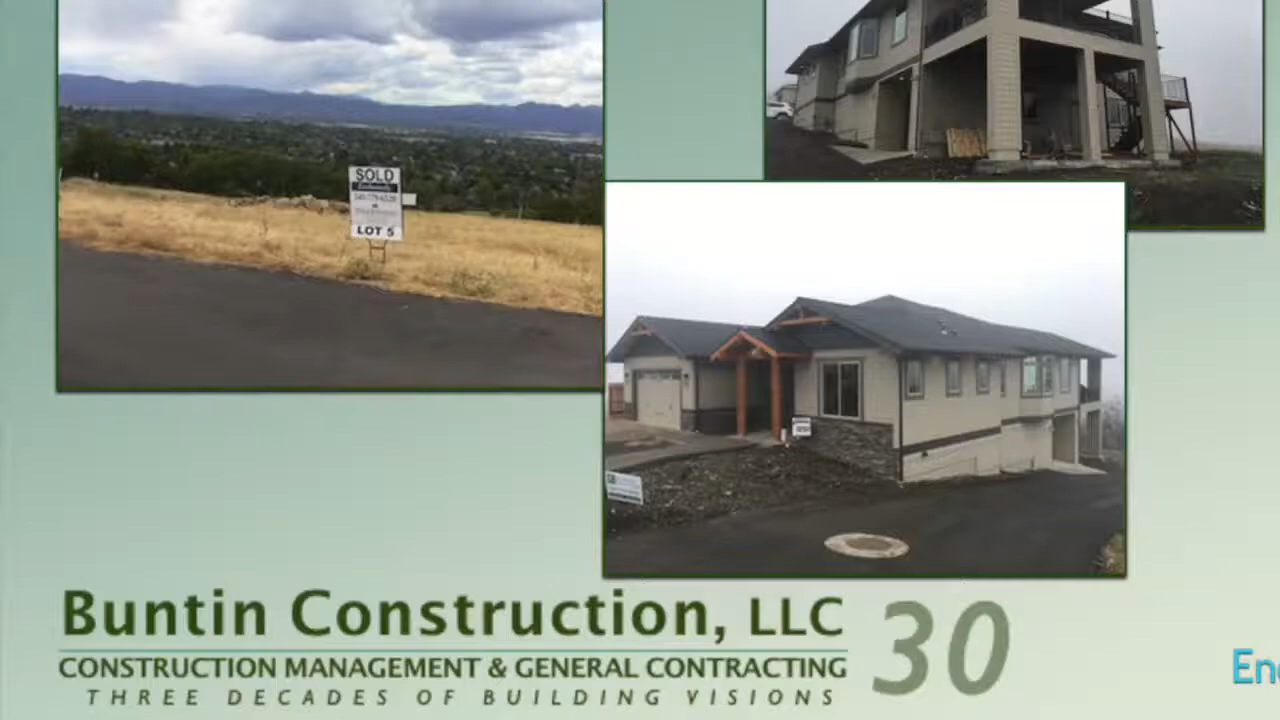 SOLD
LOT 5
Buntin Construction, LLC
30
CONSTRUCTION MANAGEMENT & GENERAL CONTRACTING
THREE DECADES OF BUILDING VISIONS